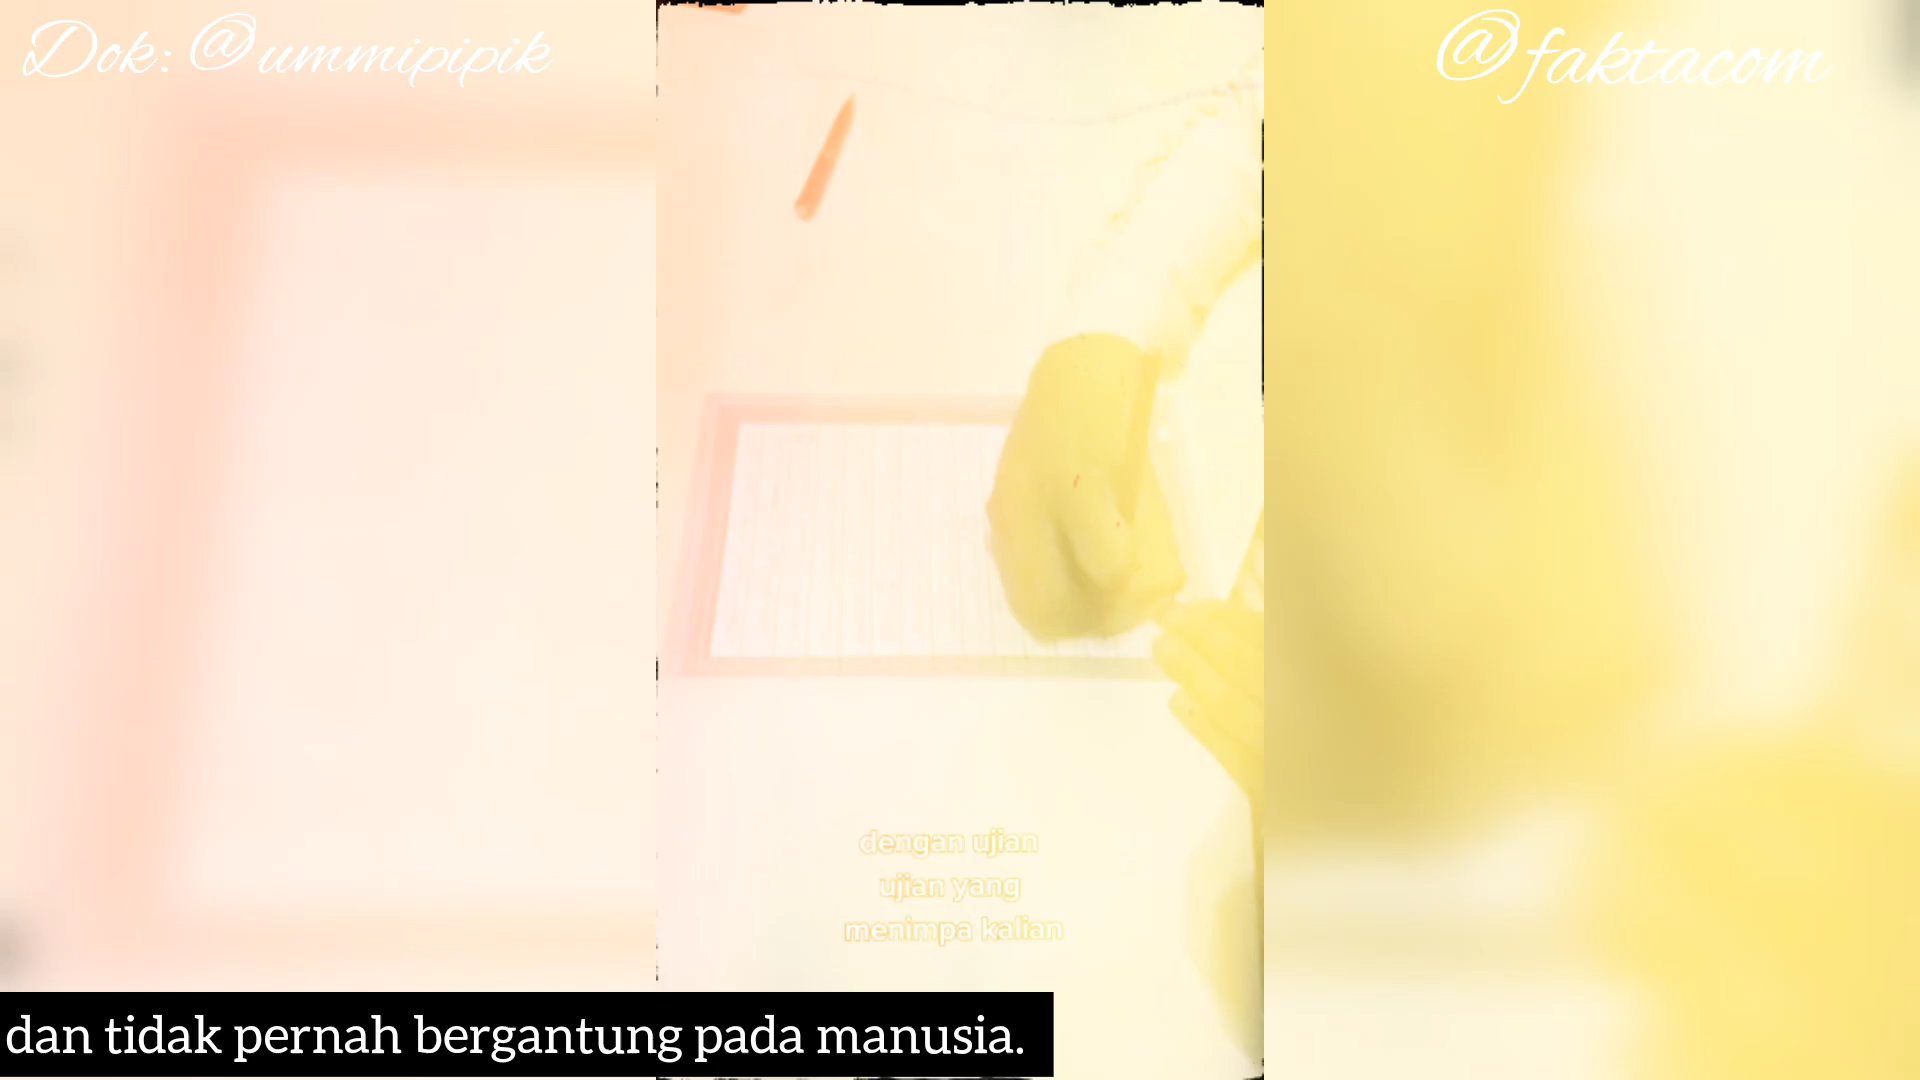 Dok: @ummipipik
@faktacom
dengan ujian
ujian yang
menimpa kalian
dan tidak pernah bergantung pada manusia.